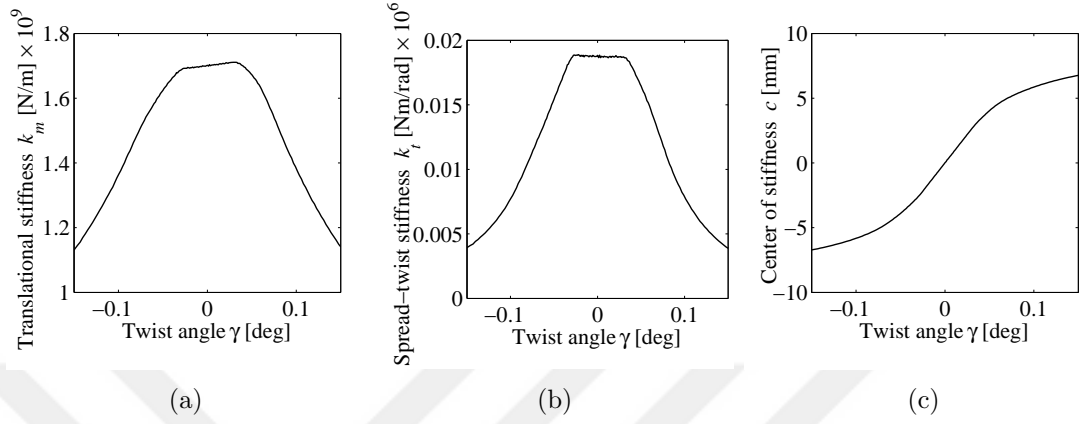 Translational stiffness k_m [N/m] × 10^9
1.8
1.6
1.4
1.2
1
−0.1
0
0.1
Twist angle γ [deg]
(a)
Spread−twist stiffness k_t [Nm/rad] × 10^6
0.02
0.015
0.01
0.005
0
−0.1
0
0.1
Twist angle γ [deg]
(b)
Center of stiffness c [mm]
10
5
0
−5
−10
−0.1
0
0.1
Twist angle γ [deg]
(c)